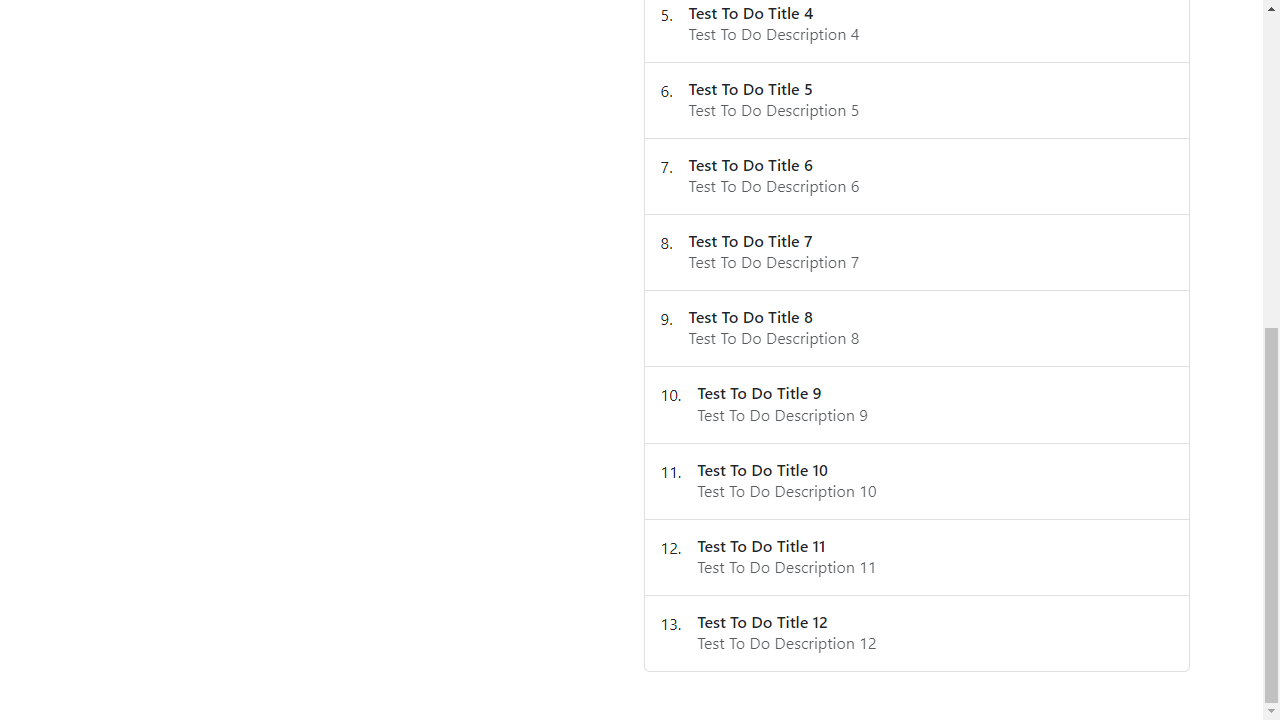 5. Test To Do Title 4
Test To Do Description 4
6. Test To Do Title 5
Test To Do Description 5
7. Test To Do Title 6
Test To Do Description 6
8. Test To Do Title 7
Test To Do Description 7
9. Test To Do Title 8
Test To Do Description 8
10. Test To Do Title 9
Test To Do Description 9
11. Test To Do Title 10
Test To Do Description 10
12. Test To Do Title 11
Test To Do Description 11
13. Test To Do Title 12
Test To Do Description 12